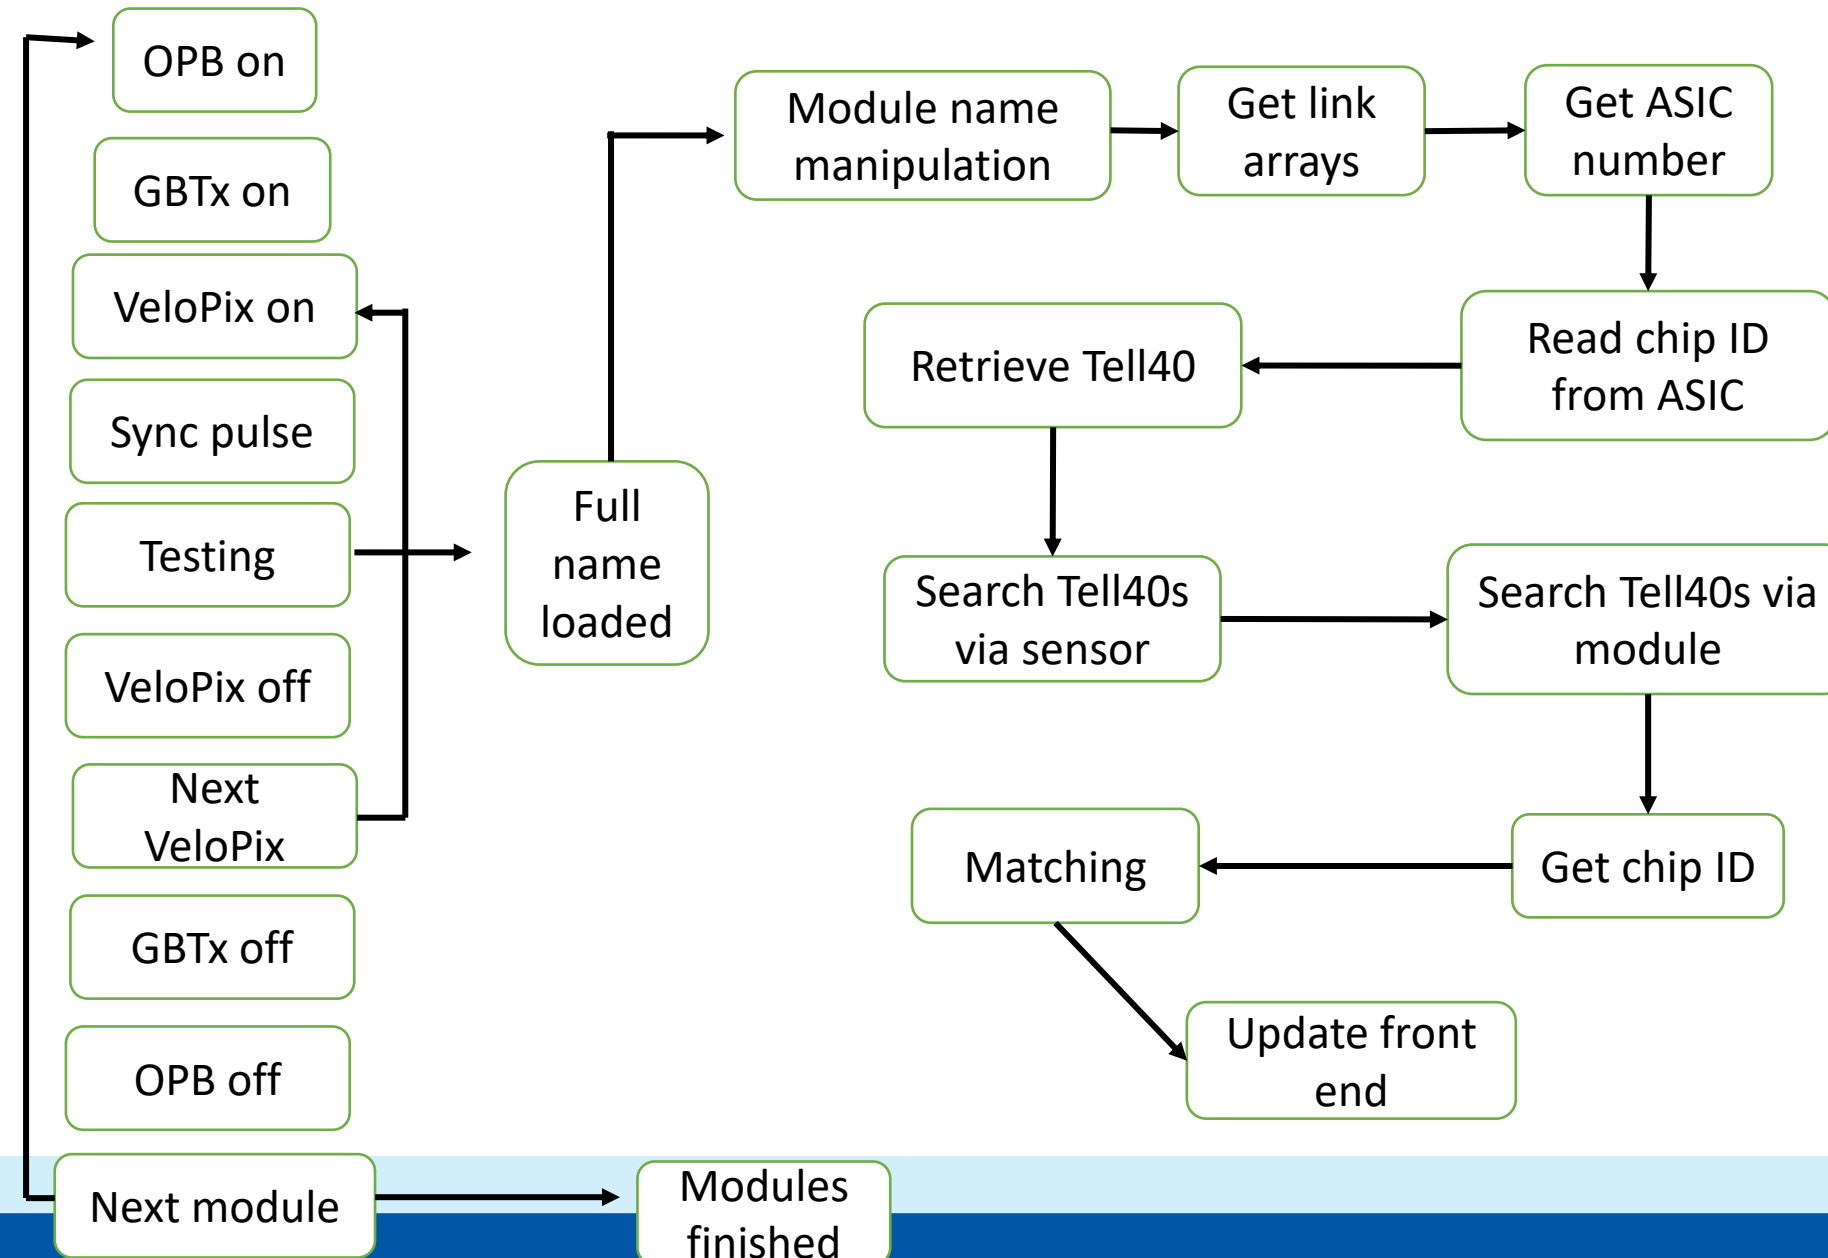 OPB on
GBTx on
VeloPix on
Sync pulse
Testing
VeloPix off
Next
VeloPix
GBTx off
OPB off
Next module
Modules
finished
Full
name
loaded
Module name
manipulation
Get link
arrays
Get ASIC
number
Read chip ID
from ASIC
Retrieve Tell40
Search Tell40s
via sensor
Search Tell40s via
module
Get chip ID
Matching
Update front
end